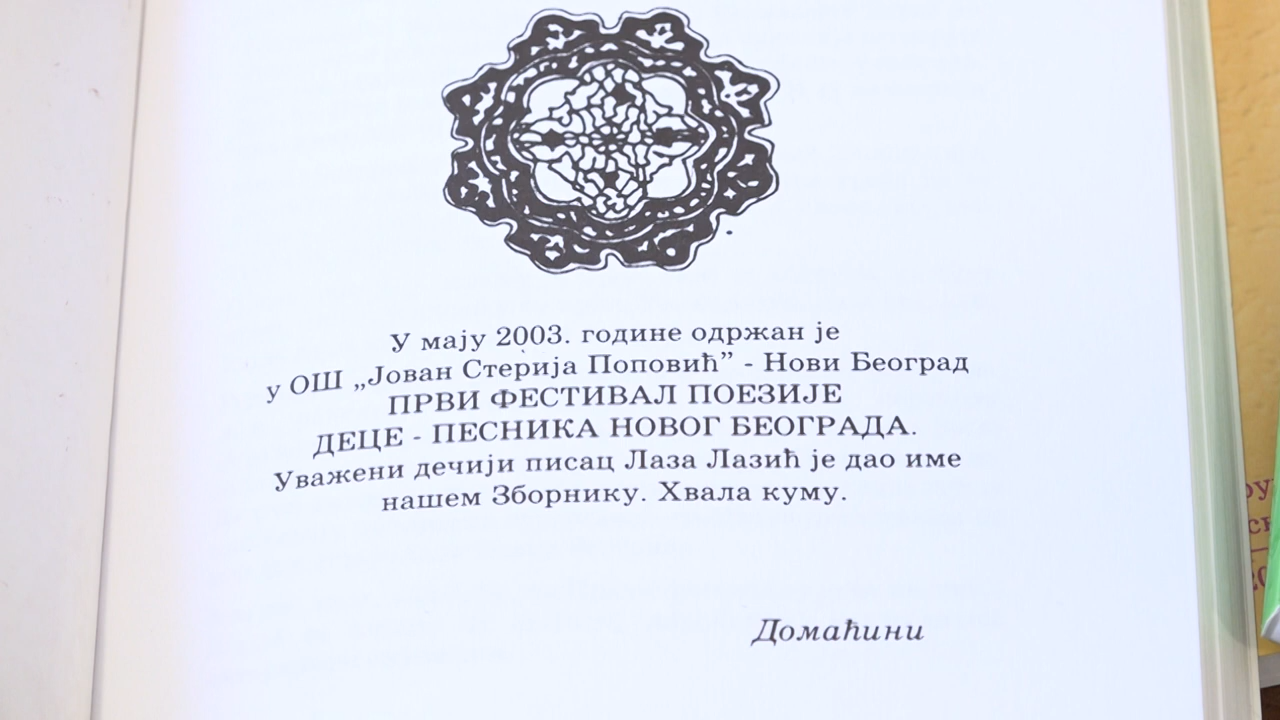 У мају 2003. године одржан је
у ОШ „Јован Стерија Поповић” - Нови Београд
ПРВИ ФЕСТИВАЛ ПОЕЗИЈЕ
ДЕЦЕ - ПЕСНИКА НОВОГ БЕОГРАДА.
Уважени дечији писац Лаза Лазић је дао име
нашем Зборнику. Хвала куму.
Домаћини